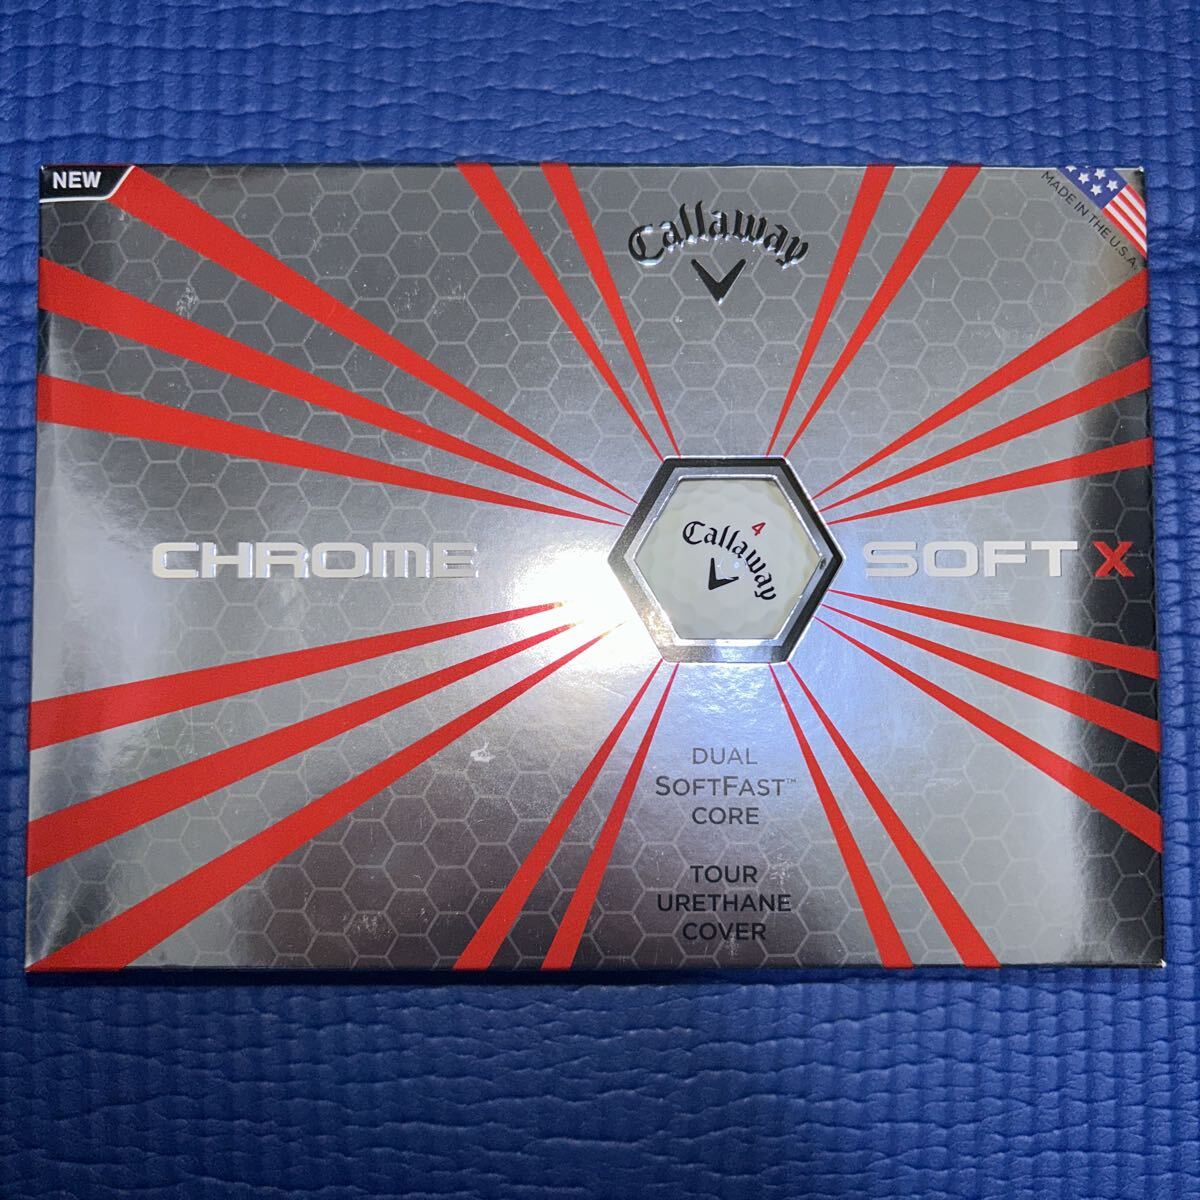 NEW
Callaway
MADE IN THE U.S.A.
CHROME SOFT X
4
Callaway
DUAL
SOFTFAST™
CORE
TOUR
URETHANE
COVER